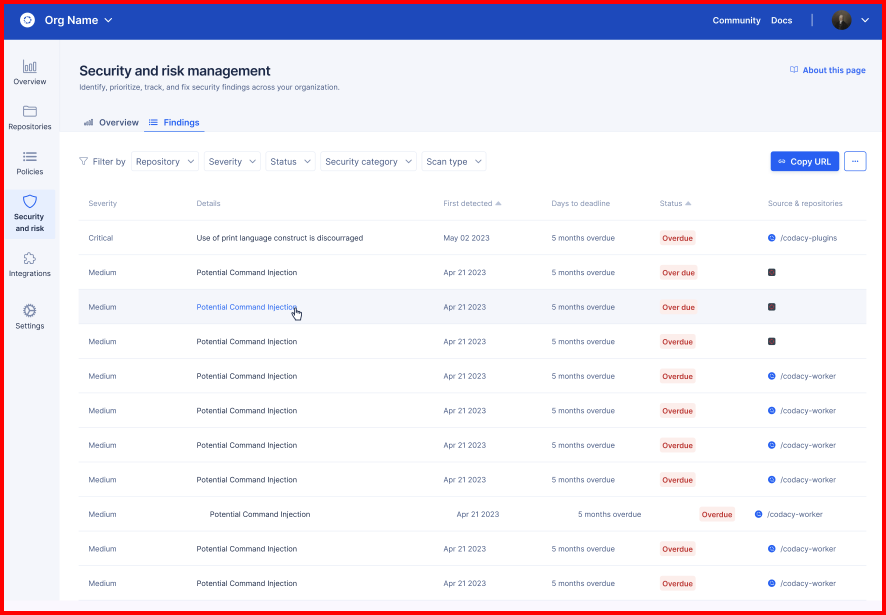 Org Name Community Docs
Overview
Repositories
Policies
Security
and risk
Integrations
Settings
Security and risk management About this page
Identify, prioritize, track, and fix security findings across your organization.
Overview Findings
Filter by Repository Severity Status Security category Scan type Copy URL ...
Severity Details First detected Days to deadline Status Source & repositories
Critical Use of print language construct is discourraged May 02 2023 5 months overdue Overdue /codacy-plugins
Medium Potential Command Injection Apr 21 2023 5 months overdue Over due
Medium Potential Command Injection Apr 21 2023 5 months overdue Over due
Medium Potential Command Injection Apr 21 2023 5 months overdue Overdue
Medium Potential Command Injection Apr 21 2023 5 months overdue Overdue /codacy-worker
Medium Potential Command Injection Apr 21 2023 5 months overdue Overdue /codacy-worker
Medium Potential Command Injection Apr 21 2023 5 months overdue Overdue /codacy-worker
Medium Potential Command Injection Apr 21 2023 5 months overdue Overdue /codacy-worker
Medium Potential Command Injection Apr 21 2023 5 months overdue Overdue /codacy-worker
Medium Potential Command Injection Apr 21 2023 5 months overdue Overdue /codacy-worker
Medium Potential Command Injection Apr 21 2023 5 months overdue Overdue /codacy-worker